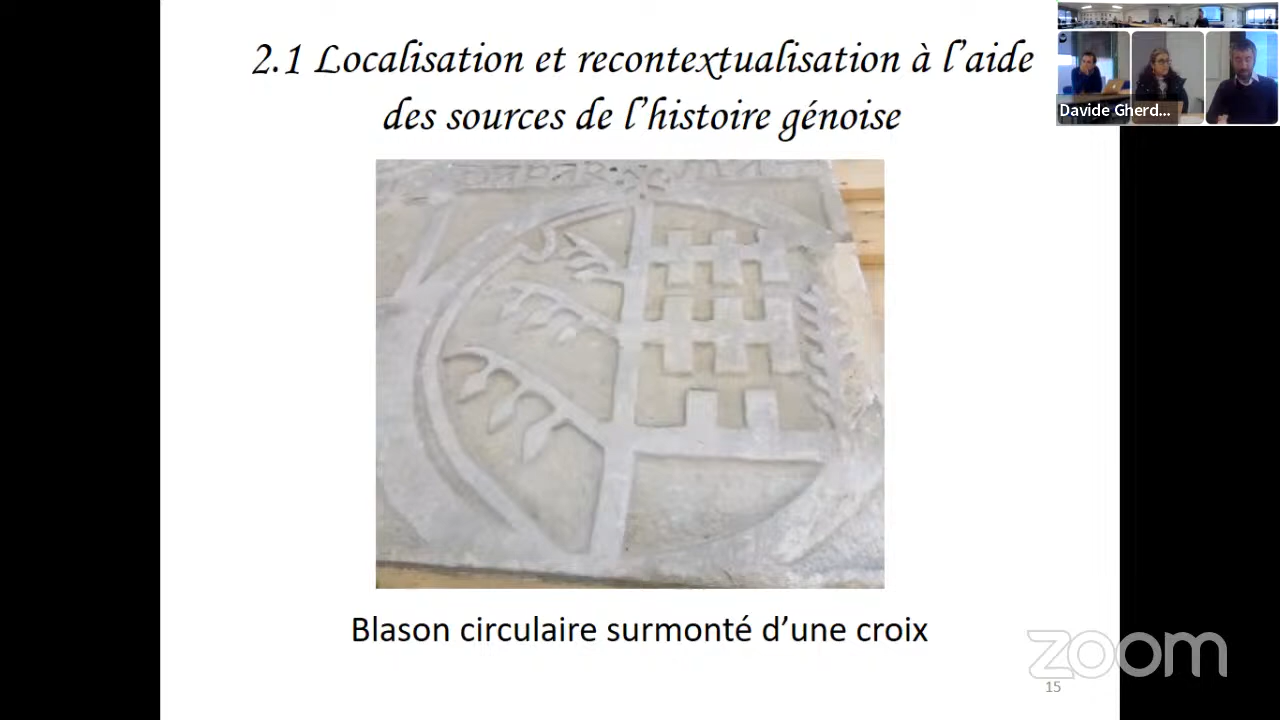 2.1 Localisation et recontextualisation à l'aide
des sources de l'histoire génoise
Davide Gherd...
Blason circulaire surmonté d'une croix
zoom
15